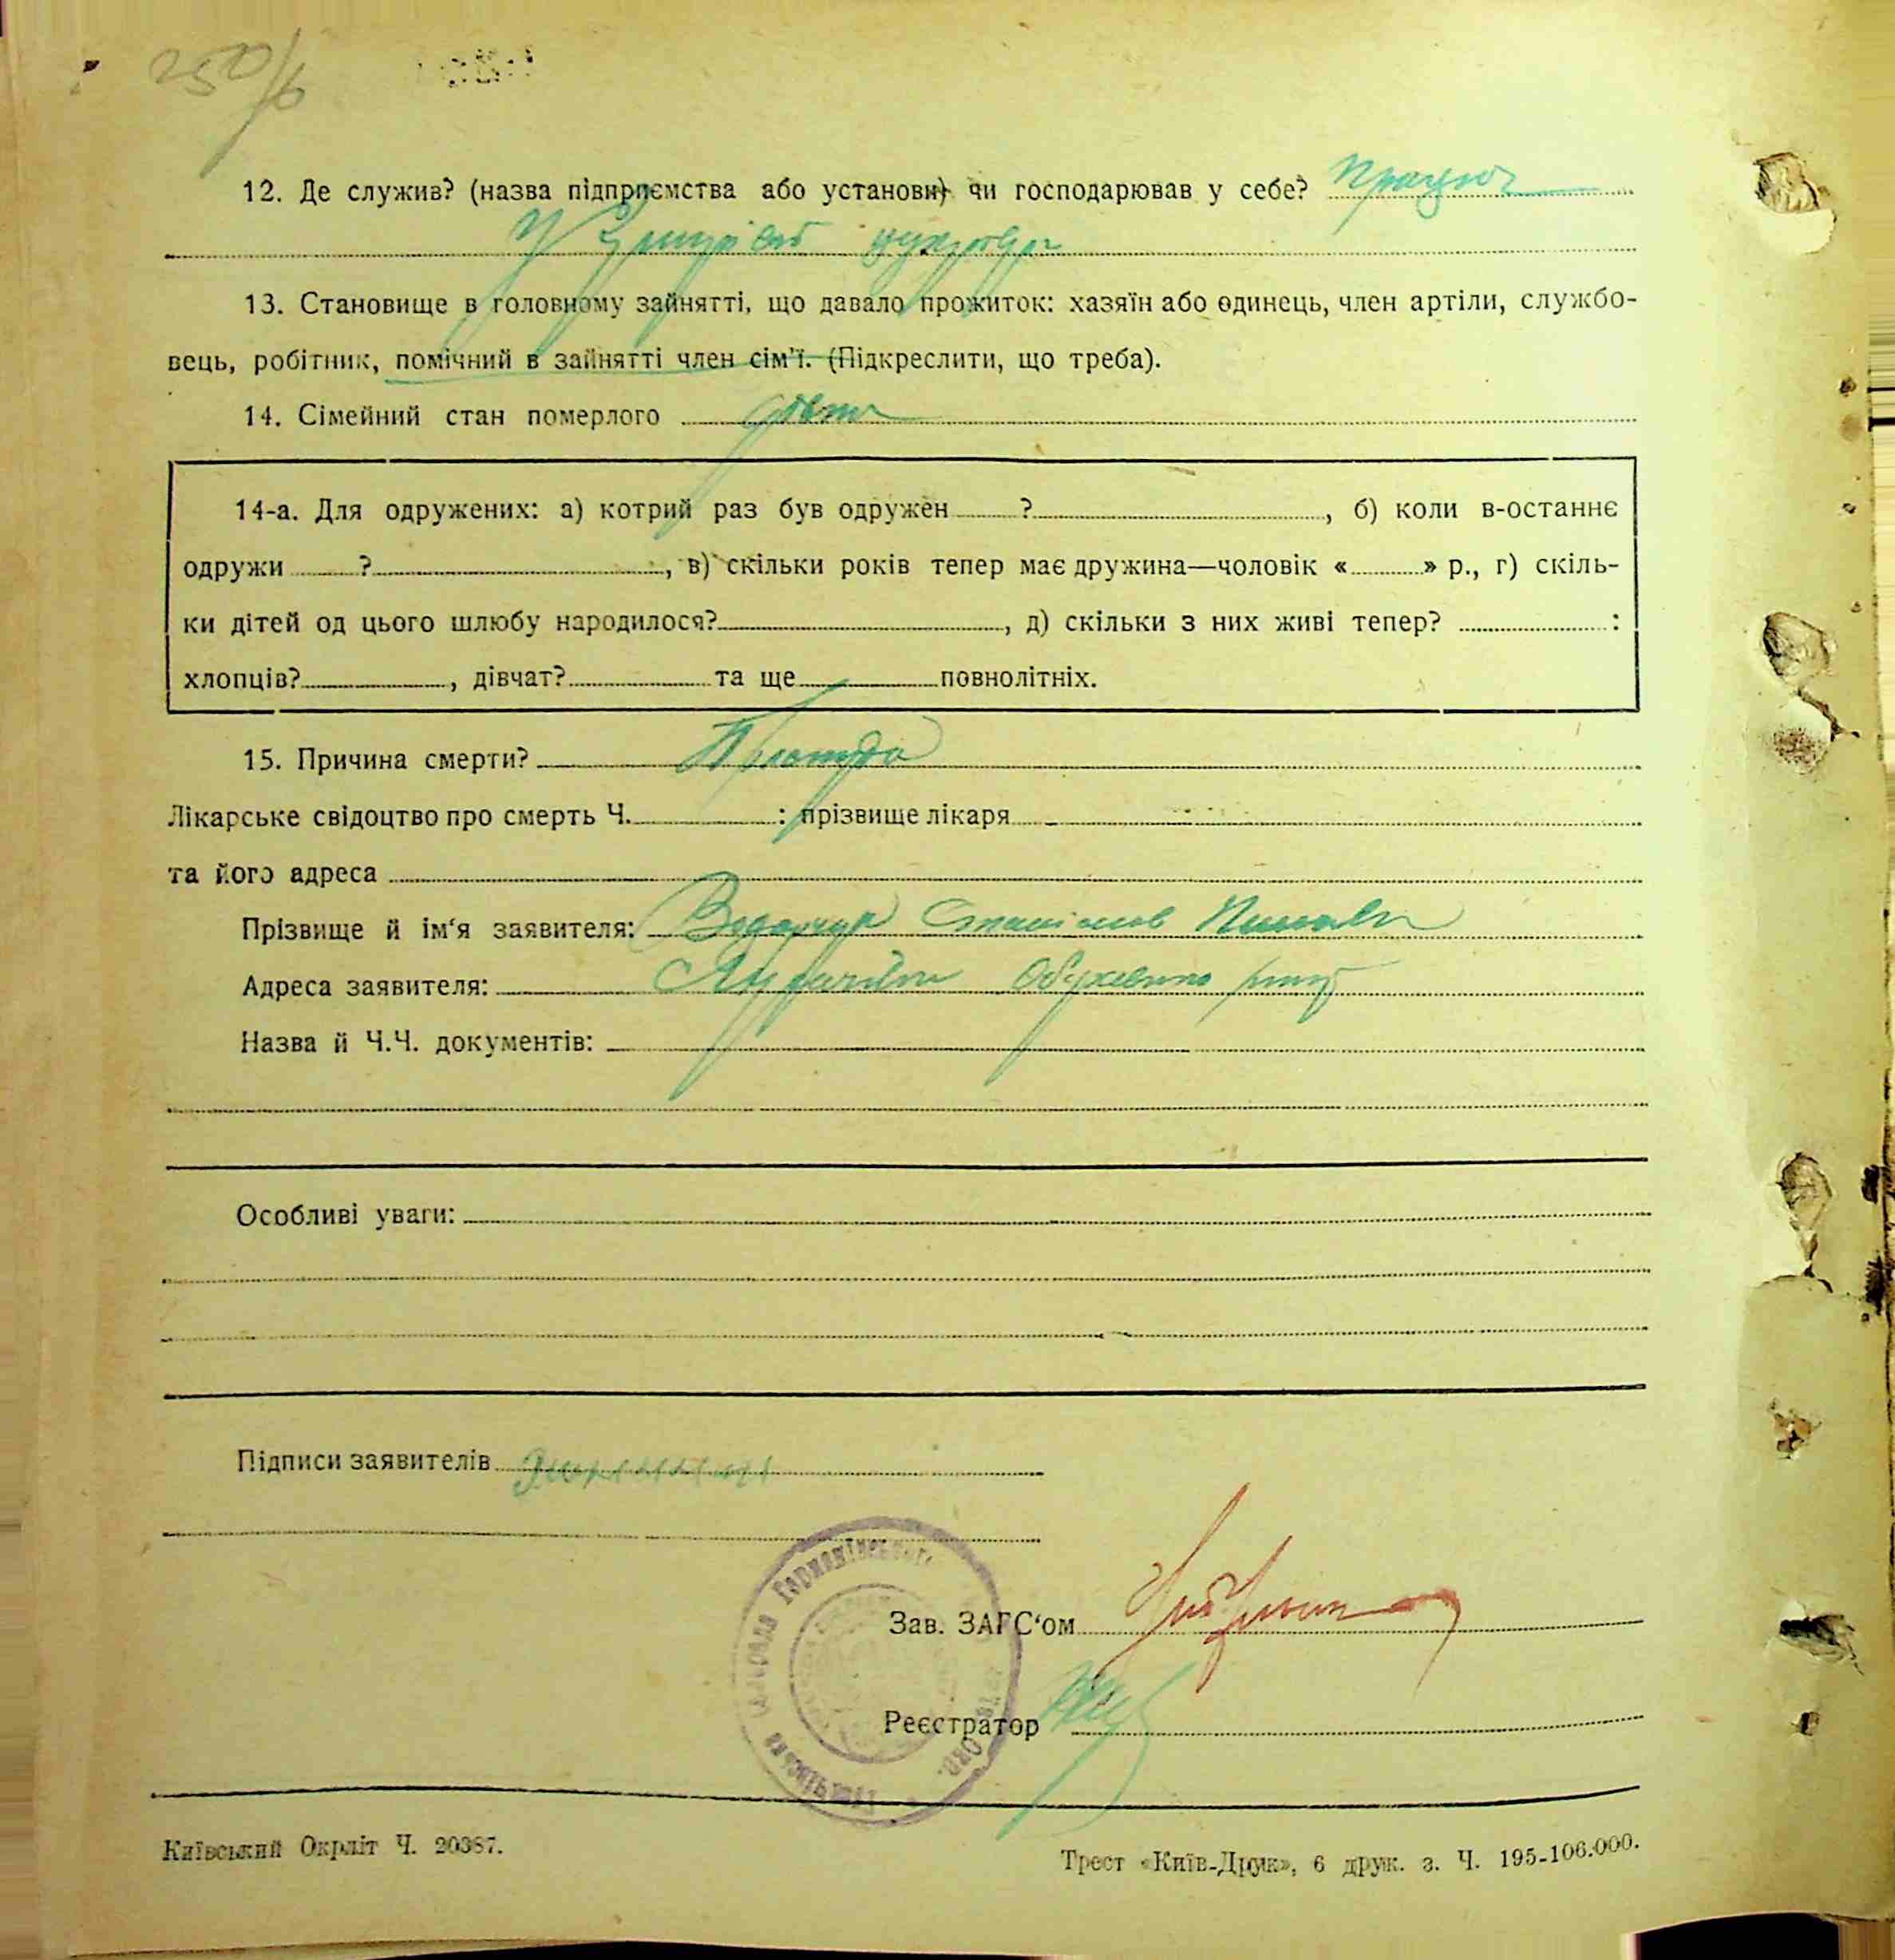 250/б
12. Де служив? (назва підприємства або установи) чи господарював у себе? Працює
У
13. Становище в головному зайнятті, що давало прожиток: хазяїн або одинець, член артіли, службо-
вець, робітник, помічний в зайнятті член сім'ї. (Підкреслити, що треба).
14. Сімейний стан померлого
14-а. Для одружених: а) котрий раз був одружен ? , б) коли в-останнє
одружи ? , в) скільки років тепер має дружина—чоловік « » р., г) скіль-
ки дітей од цього шлюбу народилося? , д) скільки з них живі тепер? :
хлопців? , дівчат? та ще повнолітніх.
15. Причина смерти? Простуда
Лікарське свідоцтво про смерть Ч. : прізвище лікаря
та його адреса
Прізвище й ім'я заявителя: Станіслав
Адреса заявителя:
Назва й Ч.Ч. документів:
Особливі уваги:
Підписи заявителів
Зав. ЗАГС'ом
Реєстратор
Київський Окрліт Ч. 20387.
Трест «Київ-Друк», 6 друк. з. Ч. 195-106.000.